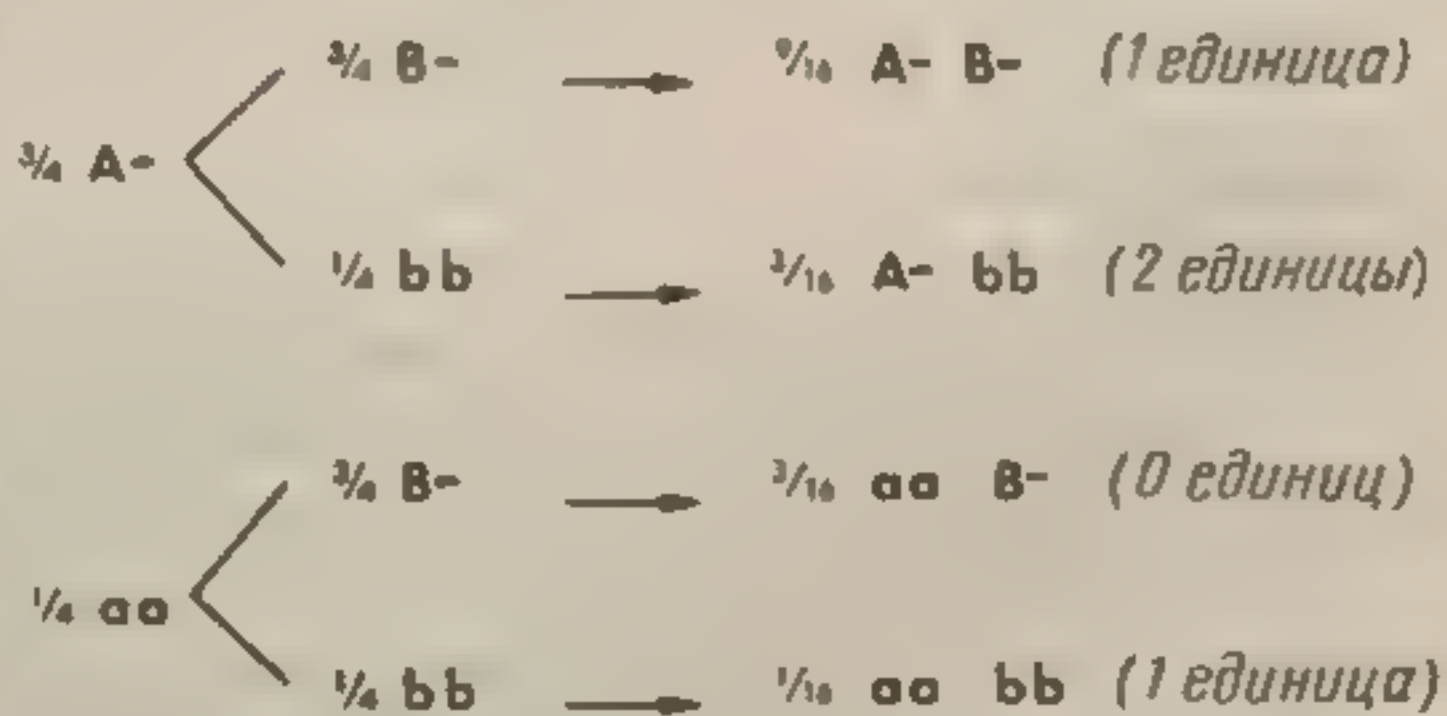 ¾ B- → 9/16 A- B- (1 единица)
¾ A-
¼ bb → 3/16 A- bb (2 единицы)
¾ B- → 3/16 aa B- (0 единиц)
¼ aa
¼ bb → 1/16 aa bb (1 единица)